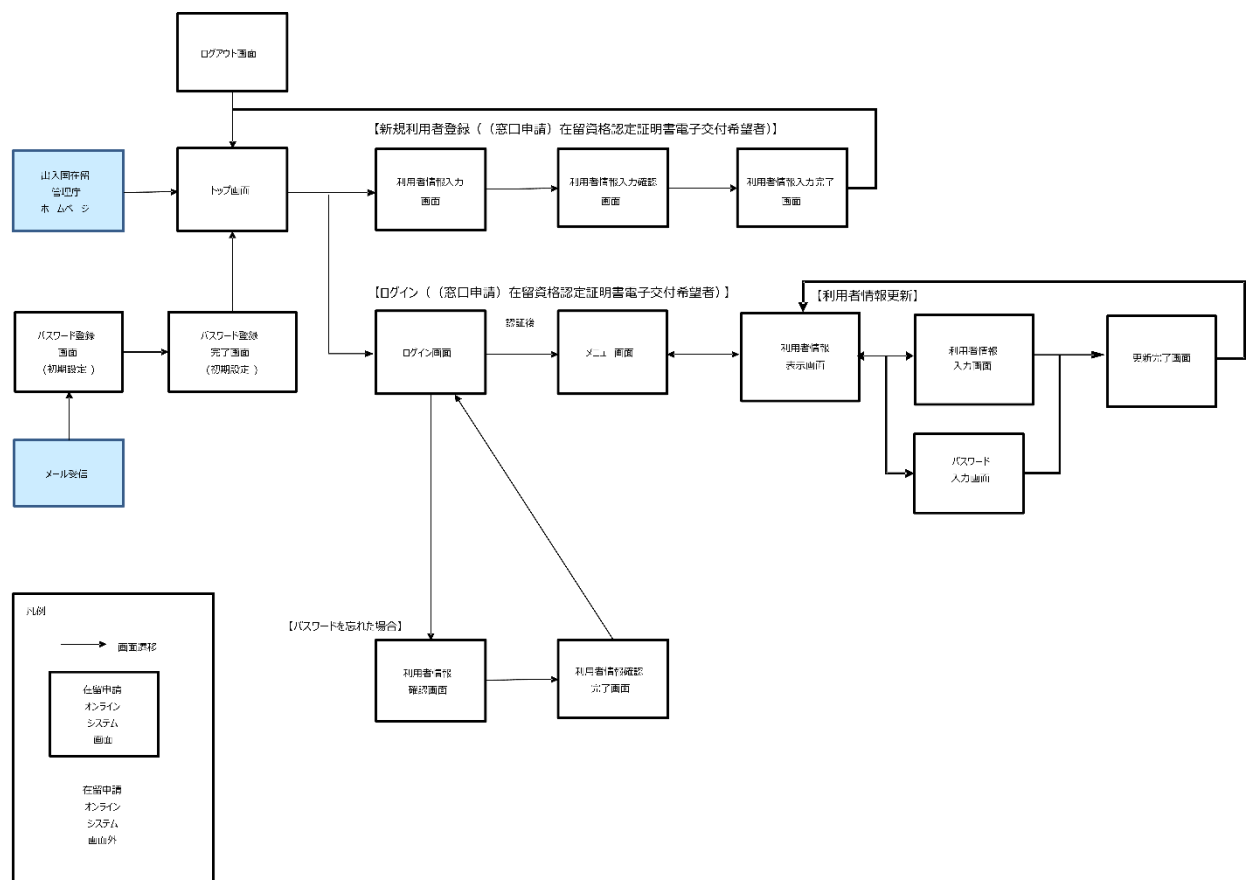 ログアウト画面
【新規利用者登録（（窓口申請）在留資格認定証明書電子交付希望者）】
出入国在留
管理庁
ホームページ
トップ画面
利用者情報入力
画面
利用者情報入力確認
画面
利用者情報入力完了
画面
【ログイン（（窓口申請）在留資格認定証明書電子交付希望者）】
【利用者情報更新】
パスワード登録
画面
（初期設定）
パスワード登録
完了画面
（初期設定）
ログイン画面
認証後
メニュー画面
利用者情報
表示画面
利用者情報
入力画面
更新完了画面
メール受信
パスワード
入力画面
【パスワードを忘れた場合】
利用者情報
確認画面
利用者情報確認
完了画面
凡例
画面遷移
在留申請
オンライン
システム
画面
在留申請
オンライン
システム
画面外